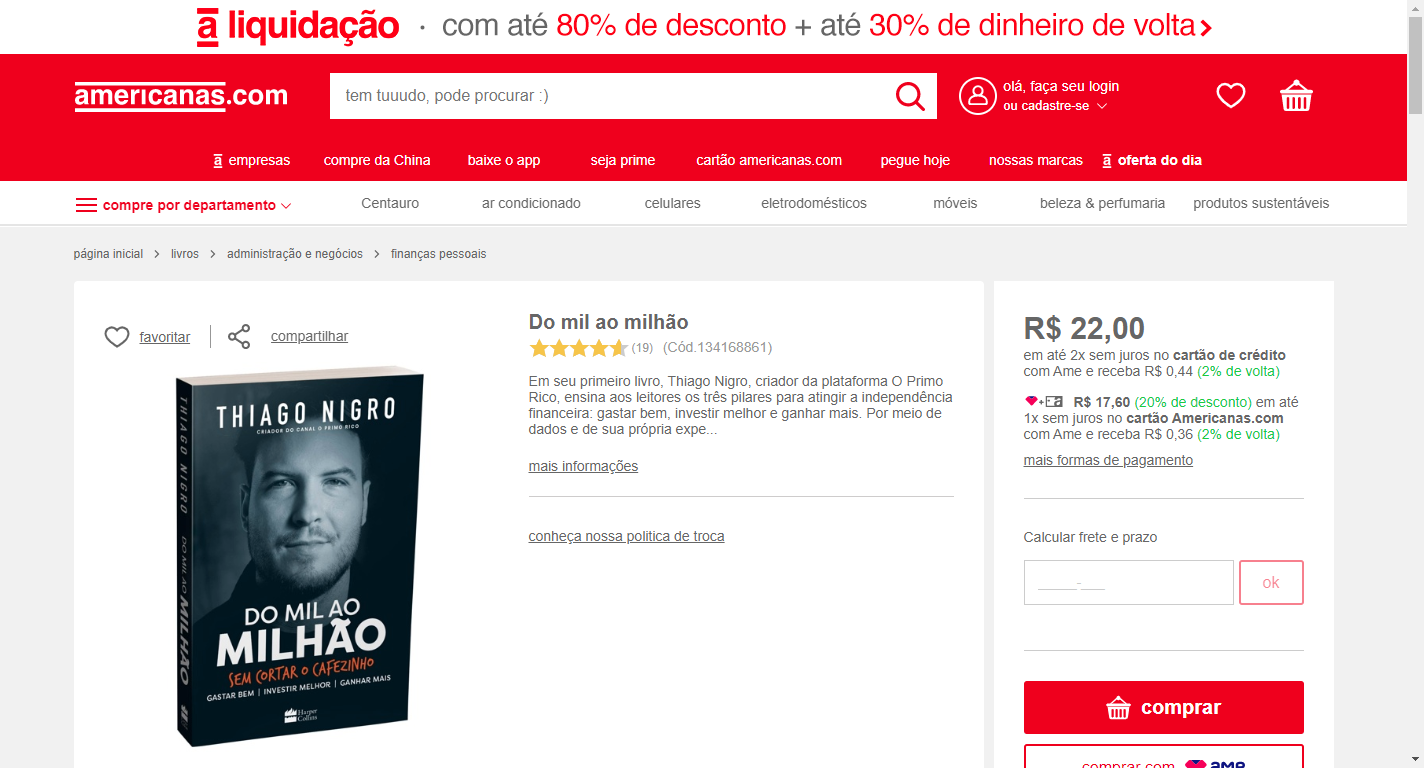 ā liquidação · com até 80% de desconto + até 30% de dinheiro de volta
americanas.com
tem tuuudo, pode procurar :)
olá, faça seu login
ou cadastre-se
ā empresas compre da China baixe o app seja prime cartão americanas.com pegue hoje nossas marcas ā oferta do dia
compre por departamento Centauro ar condicionado celulares eletrodomésticos móveis beleza & perfumaria produtos sustentáveis
página inicial > livros > administração e negócios > finanças pessoais
favoritar compartilhar
THIAGO NIGRO
CRIADOR DO CANAL O PRIMO RICO
THIAGO NIGRO DO MIL AO MILHÃO
DO MIL AO
MILHÃO
SEM CORTAR O CAFEZINHO
GASTAR BEM | INVESTIR MELHOR | GANHAR MAIS
Harper
Collins
Do mil ao milhão
(19) (Cód.134168861)
Em seu primeiro livro, Thiago Nigro, criador da plataforma O Primo
Rico, ensina aos leitores os três pilares para atingir a independência
financeira: gastar bem, investir melhor e ganhar mais. Por meio de
dados e de sua própria expe...
mais informações
conheça nossa politica de troca
R$ 22,00
em até 2x sem juros no cartão de crédito
com Ame e receba R$ 0,44 (2% de volta)
R$ 17,60 (20% de desconto) em até
1x sem juros no cartão Americanas.com
com Ame e receba R$ 0,36 (2% de volta)
mais formas de pagamento
Calcular frete e prazo
_____-___
ok
comprar
comprar com ame